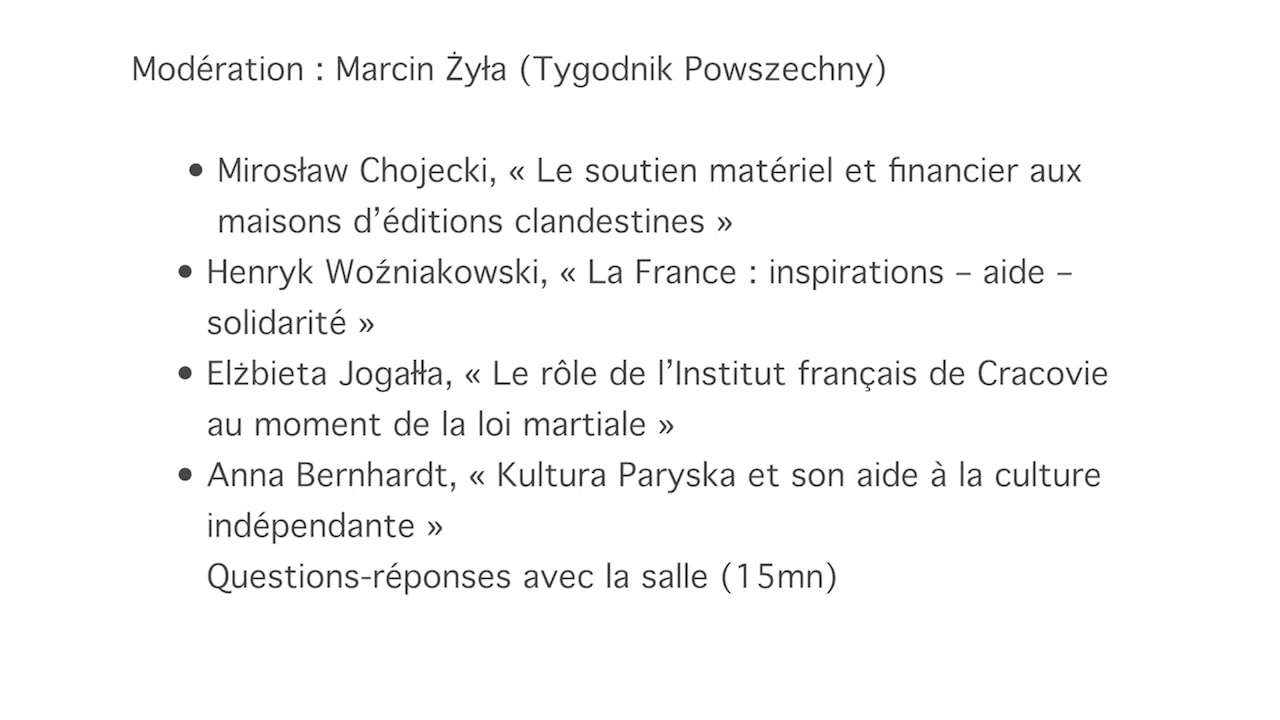 Modération : Marcin Żyła (Tygodnik Powszechny)
• Mirosław Chojecki, « Le soutien matériel et financier aux
maisons d’éditions clandestines »
• Henryk Woźniakowski, « La France : inspirations – aide –
solidarité »
• Elżbieta Jogałła, « Le rôle de l’Institut français de Cracovie
au moment de la loi martiale »
• Anna Bernhardt, « Kultura Paryska et son aide à la culture
indépendante »
Questions-réponses avec la salle (15mn)